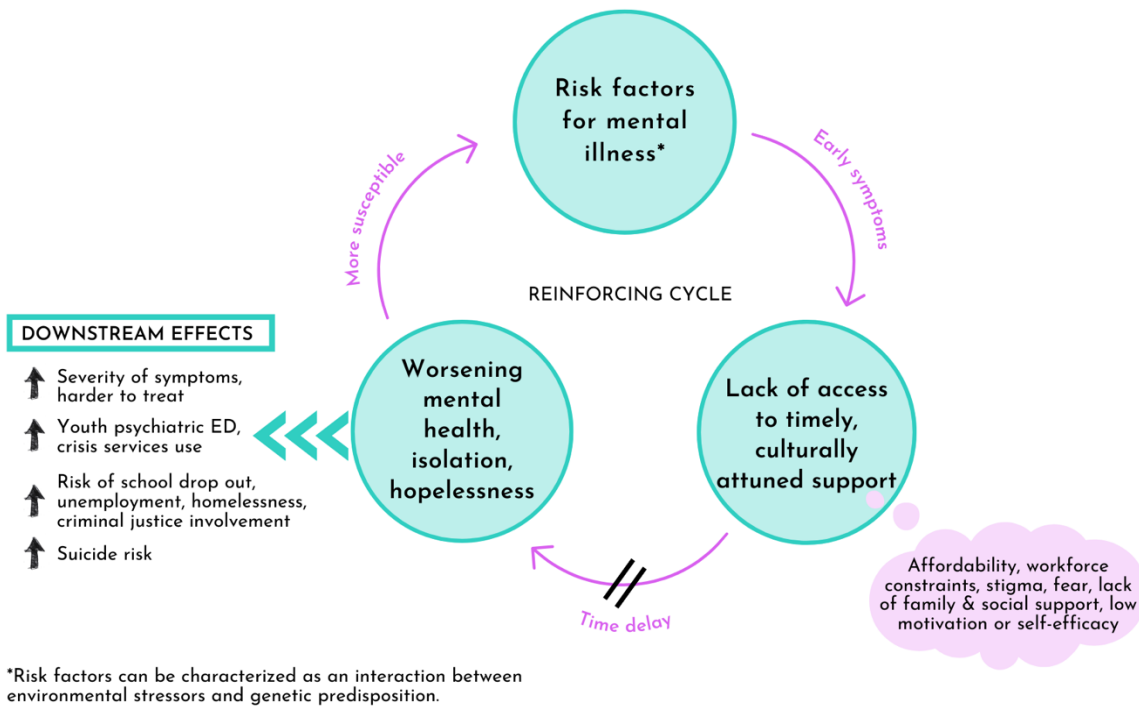 Risk factors
for mental
illness*
Early symptoms
More susceptible
REINFORCING CYCLE
Lack of access
to timely,
culturally
attuned support
Affordability, workforce
constraints, stigma, fear, lack
of family & social support, low
motivation or self-efficacy
Time delay
Worsening
mental
health,
isolation,
hopelessness
DOWNSTREAM EFFECTS
Severity of symptoms,
harder to treat
Youth psychiatric ED,
crisis services use
Risk of school drop out,
unemployment, homelessness,
criminal justice involvement
Suicide risk
*Risk factors can be characterized as an interaction between
environmental stressors and genetic predisposition.